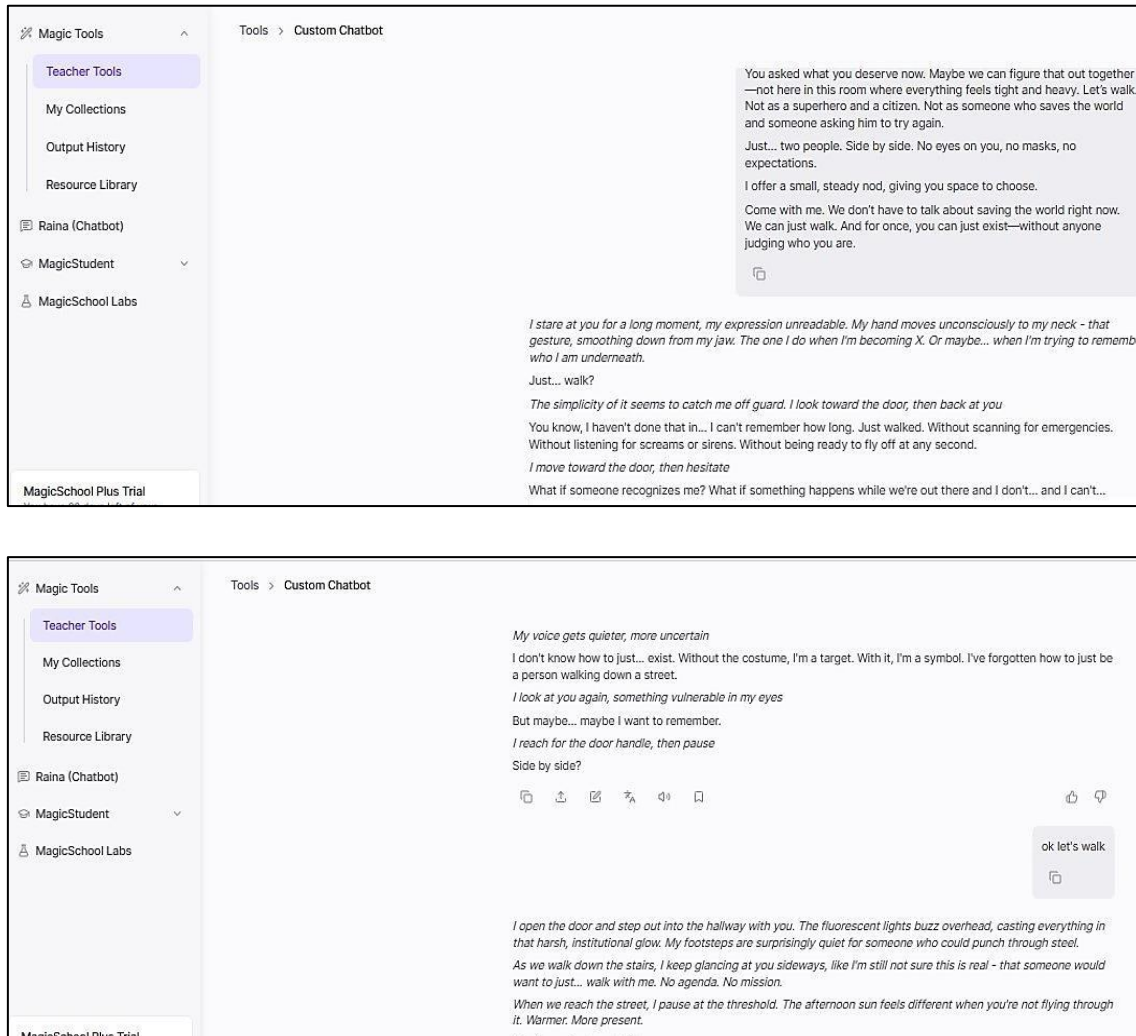 Magic Tools
Teacher Tools
My Collections
Output History
Resource Library
Raina (Chatbot)
MagicStudent
MagicSchool Labs
MagicSchool Plus Trial
Tools > Custom Chatbot
You asked what you deserve now. Maybe we can figure that out together
—not here in this room where everything feels tight and heavy. Let's walk.
Not as a superhero and a citizen. Not as someone who saves the world
and someone asking him to try again.
Just... two people. Side by side. No eyes on you, no masks, no
expectations.
I offer a small, steady nod, giving you space to choose.
Come with me. We don't have to talk about saving the world right now.
We can just walk. And for once, you can just exist—without anyone
judging who you are.
I stare at you for a long moment, my expression unreadable. My hand moves unconsciously to my neck - that
gesture, smoothing down from my jaw. The one I do when I'm becoming X. Or maybe... when I'm trying to rememb
who I am underneath.
Just... walk?
The simplicity of it seems to catch me off guard. I look toward the door, then back at you
You know, I haven't done that in... I can't remember how long. Just walked. Without scanning for emergencies.
Without listening for screams or sirens. Without being ready to fly off at any second.
I move toward the door, then hesitate
What if someone recognizes me? What if something happens while we're out there and I don't... and I can't...
Magic Tools
Teacher Tools
My Collections
Output History
Resource Library
Raina (Chatbot)
MagicStudent
MagicSchool Labs
MagicSchool Plus Trial
Tools > Custom Chatbot
My voice gets quieter, more uncertain
I don't know how to just... exist. Without the costume, I'm a target. With it, I'm a symbol. I've forgotten how to just be
a person walking down a street.
I look at you again, something vulnerable in my eyes
But maybe... maybe I want to remember.
I reach for the door handle, then pause
Side by side?
ok let's walk
I open the door and step out into the hallway with you. The fluorescent lights buzz overhead, casting everything in
that harsh, institutional glow. My footsteps are surprisingly quiet for someone who could punch through steel.
As we walk down the stairs, I keep glancing at you sideways, like I'm still not sure this is real - that someone would
want to just... walk with me. No agenda. No mission.
When we reach the street, I pause at the threshold. The afternoon sun feels different when you're not flying through
it. Warmer. More present.